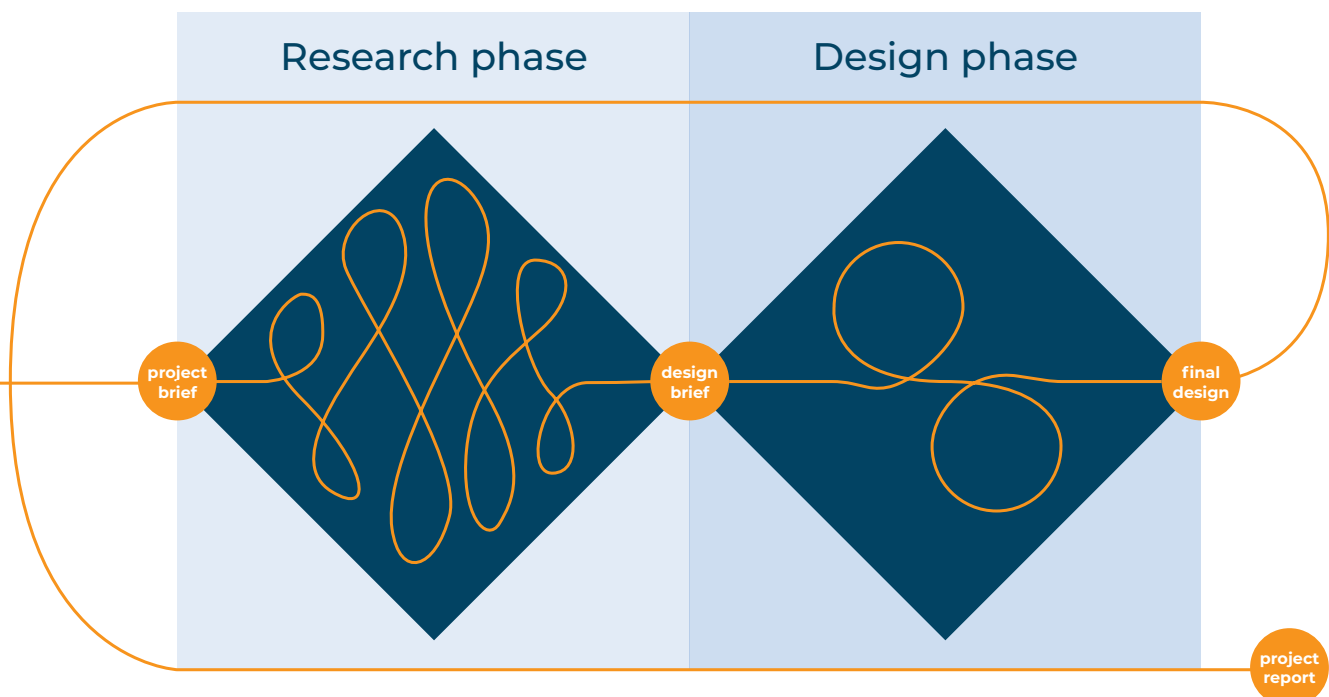 Research phase
Design phase
project
brief
design
brief
final
design
project
report